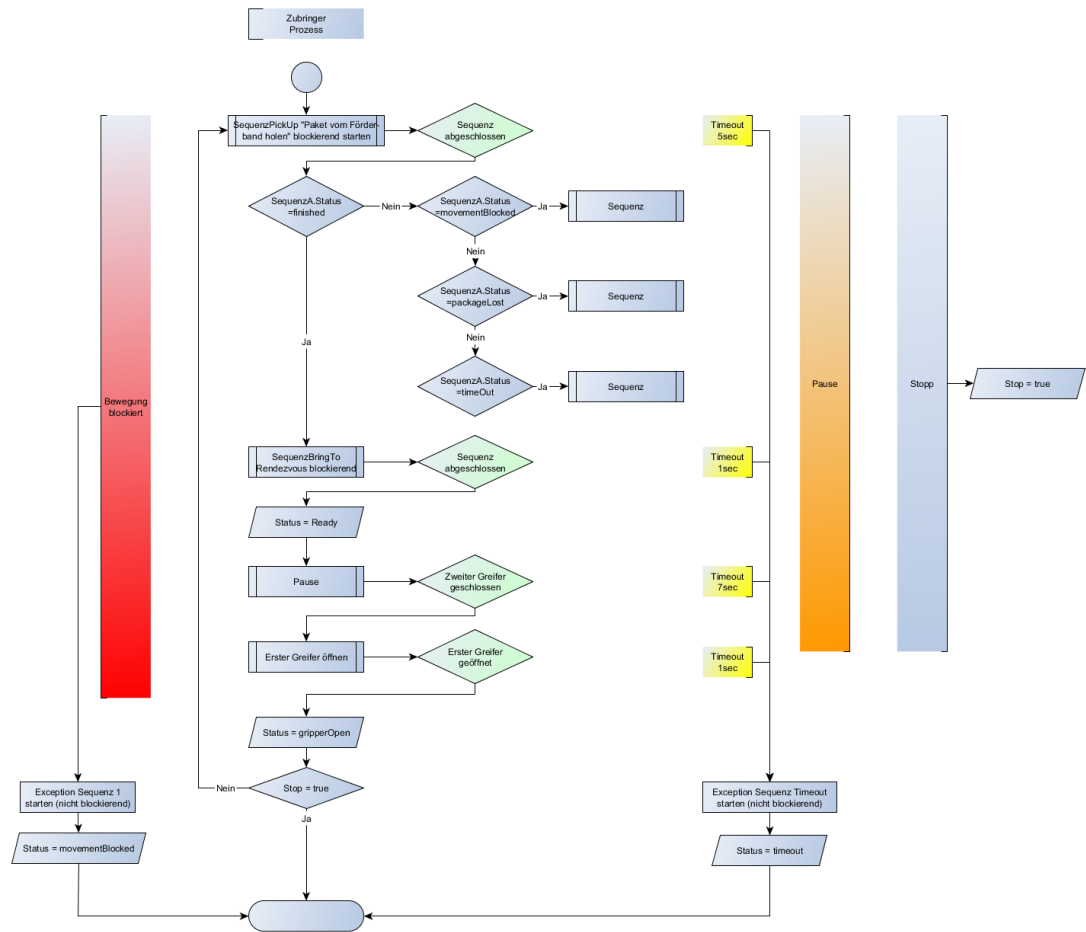 Zubringer
Prozess
SequenzPickUp "Paket vom Förder-
band holen" blockierend starten
Sequenz
abgeschlossen
Timeout
5sec
SequenzA.Status
=finished
Nein
SequenzA.Status
=movementBlocked
Ja
Sequenz
Nein
SequenzA.Status
=packageLost
Ja
Sequenz
Nein
Ja
SequenzA.Status
=timeOut
Ja
Sequenz
Bewegung
blockiert
Pause
Stopp
Stop = true
SequenzBringTo
Rendezvous blockierend
Sequenz
abgeschlossen
Timeout
1sec
Status = Ready
Pause
Zweiter Greifer
geschlossen
Timeout
7sec
Erster Greifer öffnen
Erster Greifer
geöffnet
Timeout
1sec
Status = gripperOpen
Stop = true
Nein
Ja
Exception Sequenz 1
starten (nicht blockierend)
Status = movementBlocked
Exception Sequenz Timeout
starten (nicht blockierend)
Status = timeout